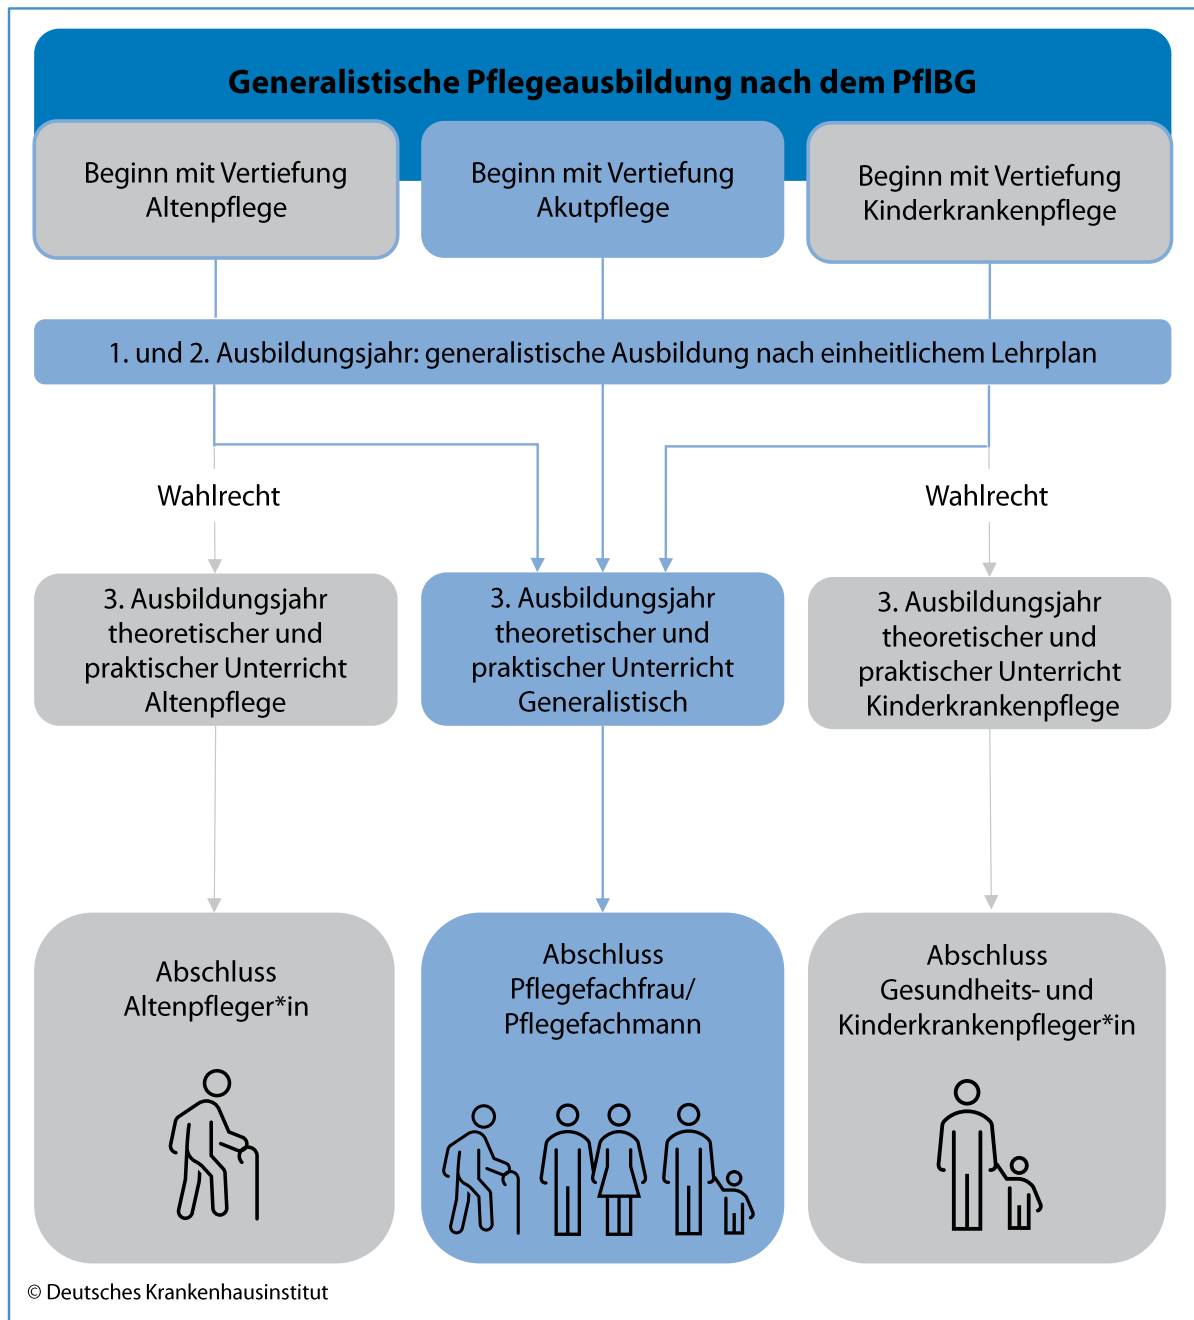 Generalistische Pflegeausbildung nach dem PflBG
Beginn mit Vertiefung
Altenpflege
Beginn mit Vertiefung
Akutpflege
Beginn mit Vertiefung
Kinderkrankenpflege
1. und 2. Ausbildungsjahr: generalistische Ausbildung nach einheitlichem Lehrplan
Wahlrecht
Wahlrecht
3. Ausbildungsjahr
theoretischer und
praktischer Unterricht
Altenpflege
3. Ausbildungsjahr
theoretischer und
praktischer Unterricht
Generalistisch
3. Ausbildungsjahr
theoretischer und
praktischer Unterricht
Kinderkrankenpflege
Abschluss
Altenpfleger*in
Abschluss
Pflegefachfrau/
Pflegefachmann
Abschluss
Gesundheits- und
Kinderkrankenpfleger*in
© Deutsches Krankenhausinstitut